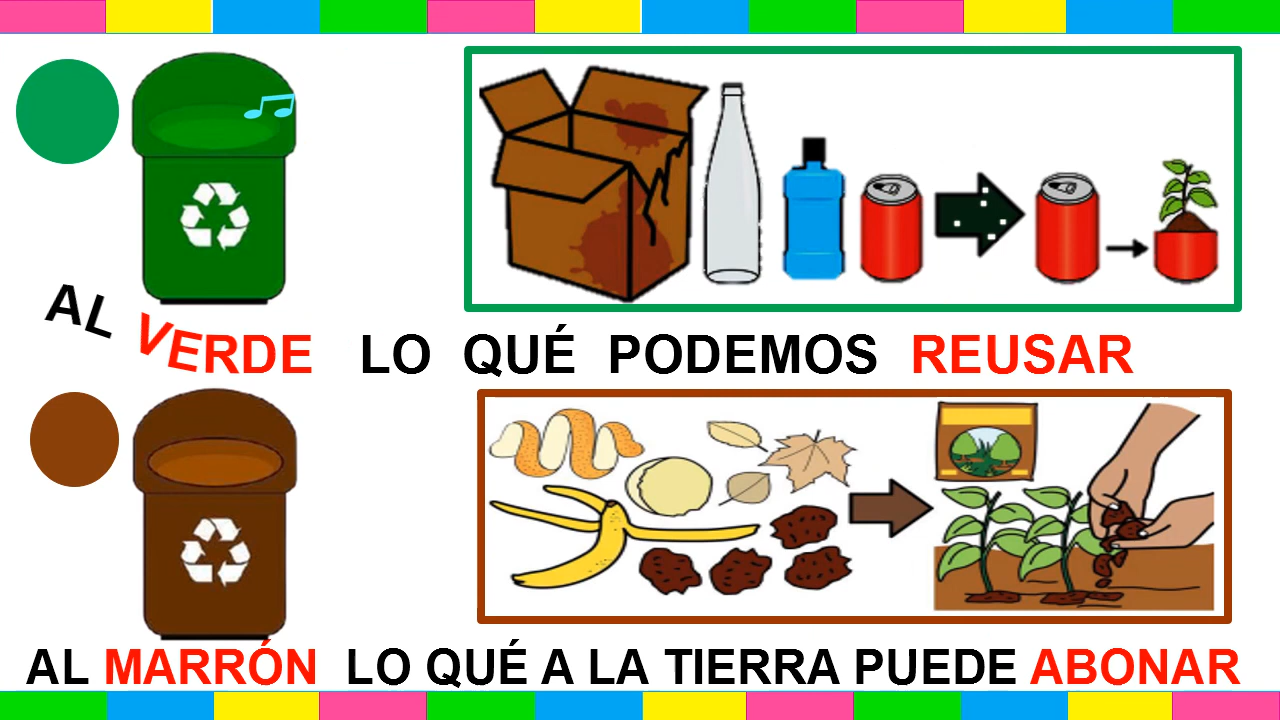 AL VERDE LO QUÉ PODEMOS REUSAR
AL MARRÓN LO QUÉ A LA TIERRA PUEDE ABONAR